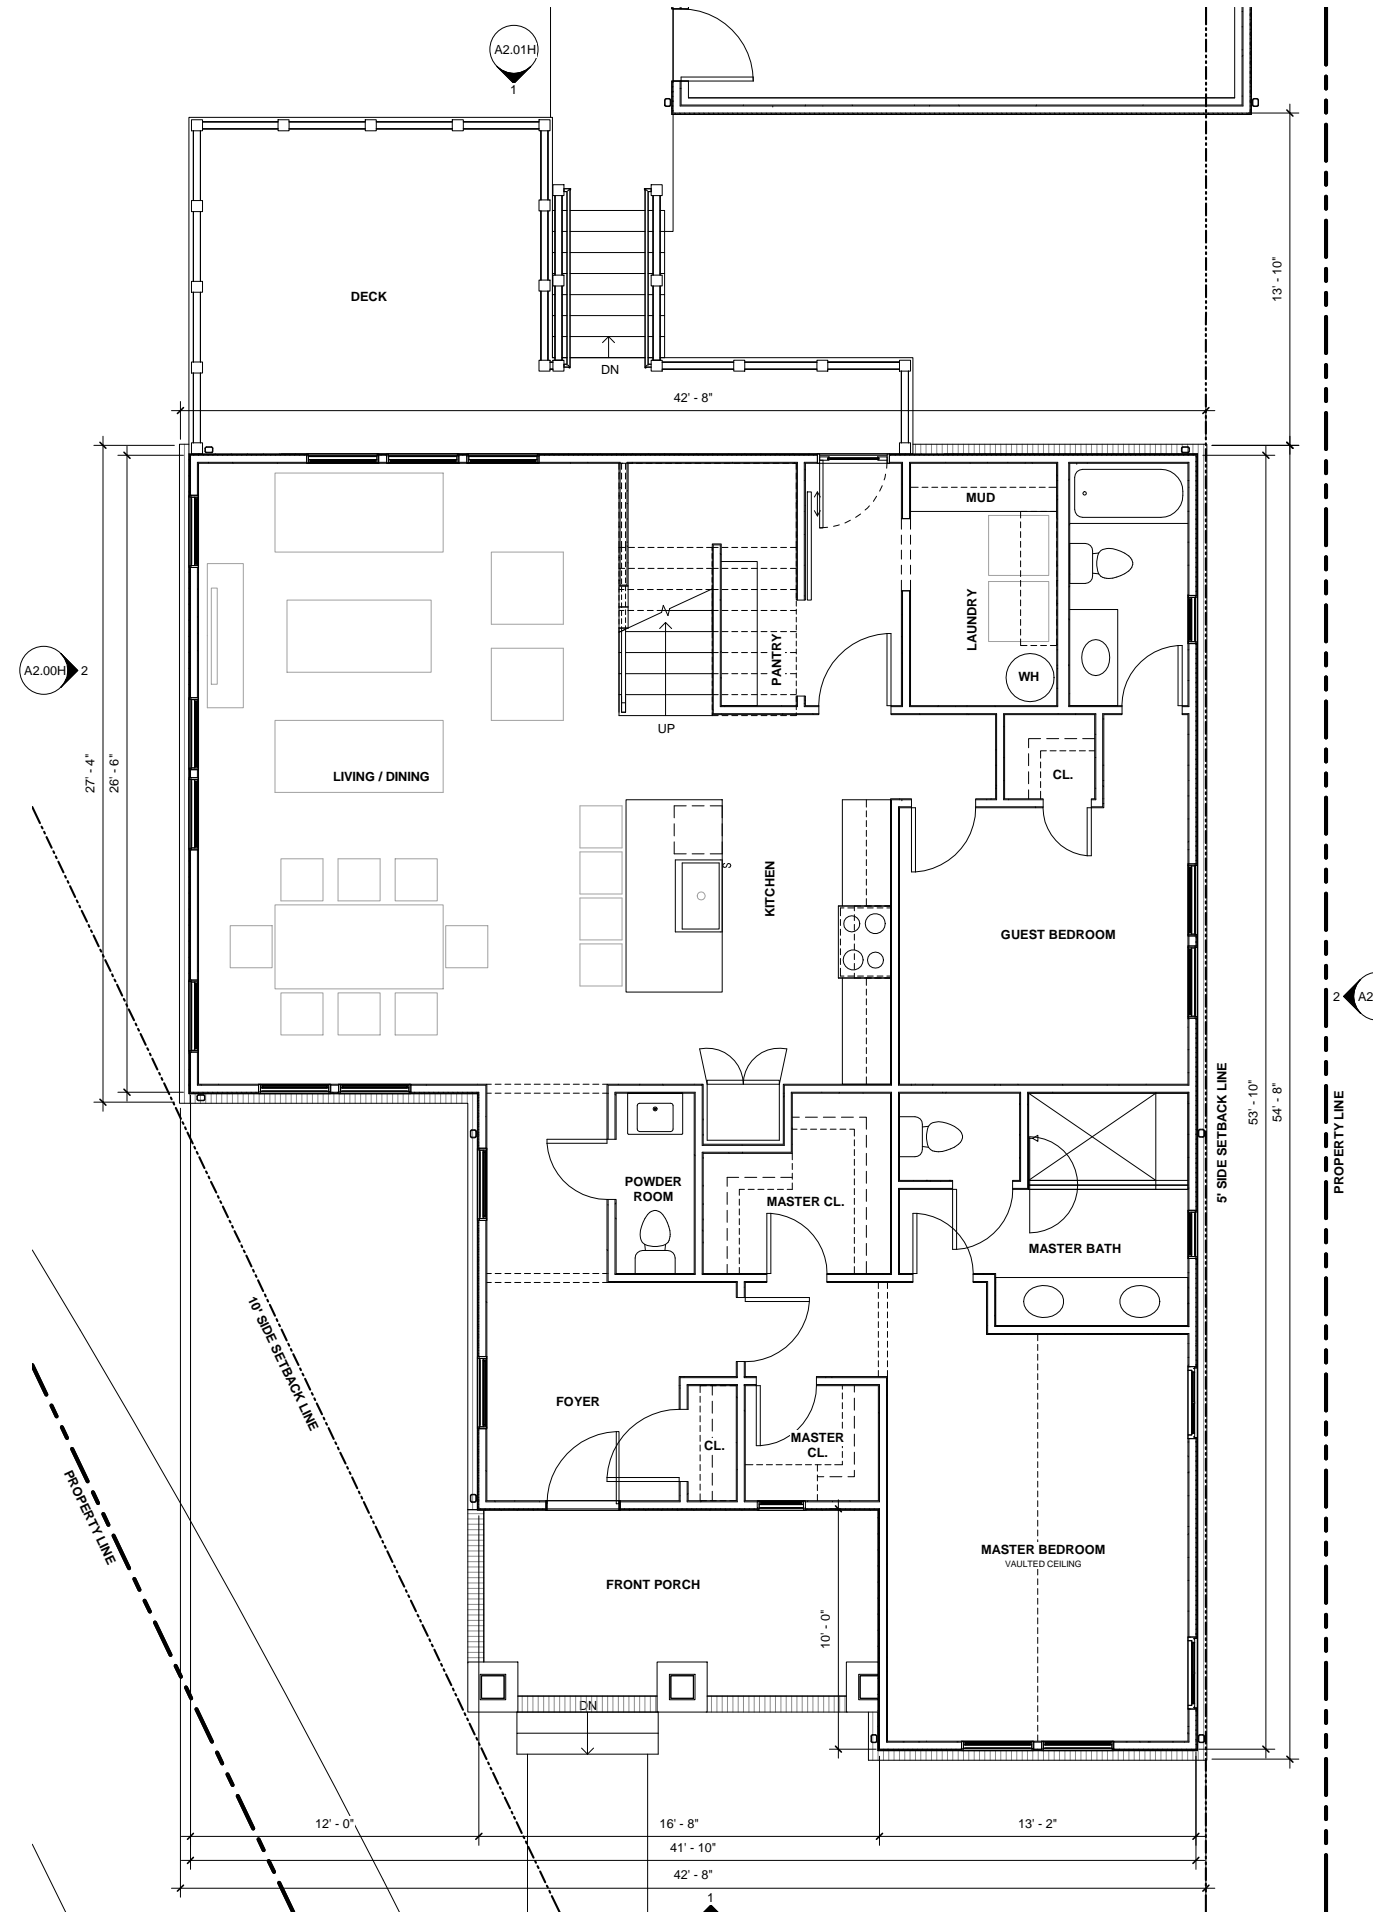 A2.01H
1
13' - 10"
DECK
DN
42' - 8"
MUD
LAUNDRY
PANTRY
WH
A2.00H
2
UP
27' - 4"
26' - 6"
LIVING / DINING
CL.
S
KITCHEN
GUEST BEDROOM
2
A2
5' SIDE SETBACK LINE
53' - 10"
54' - 8"
PROPERTY LINE
POWDER
ROOM
MASTER CL.
MASTER BATH
10' SIDE SETBACK LINE
FOYER
CL.
MASTER
CL.
PROPERTY LINE
MASTER BEDROOM
VAULTED CEILING
FRONT PORCH
10' - 0"
DN
12' - 0"
16' - 8"
13' - 2"
41' - 10"
42' - 8"
1